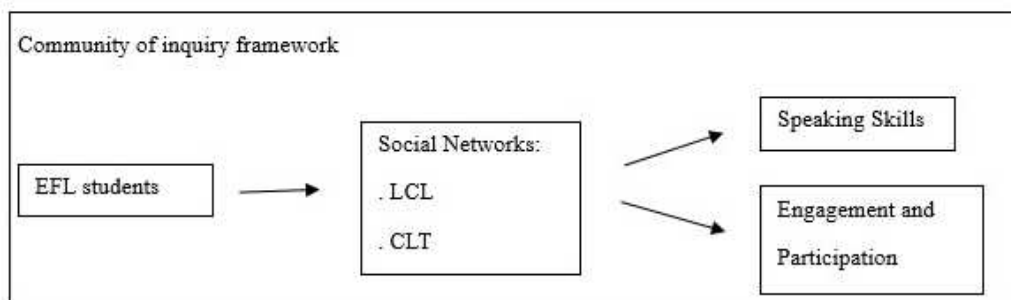 Community of inquiry framework
EFL students
Social Networks:
. LCL
. CLT
Speaking Skills
Engagement and
Participation